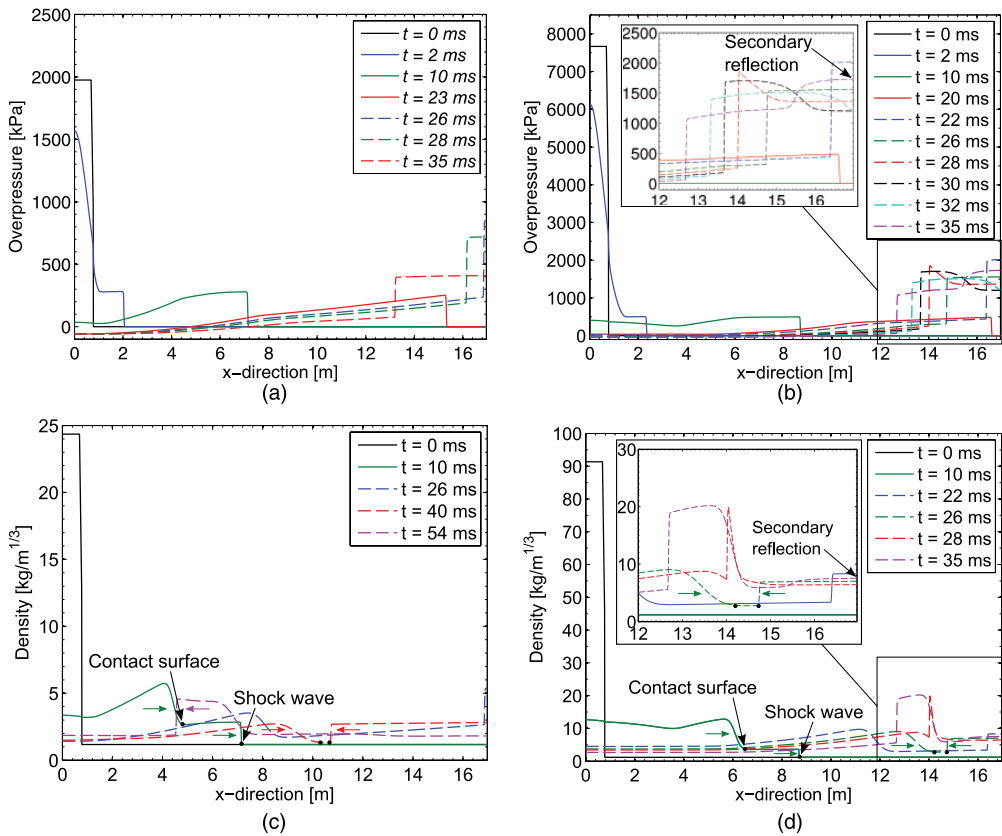 2500
2000
1500
1000
500
0
Overpressure [kPa]
0 2 4 6 8 10 12 14 16
x-direction [m]
t = 0 ms
t = 2 ms
t = 10 ms
t = 23 ms
t = 26 ms
t = 28 ms
t = 35 ms
(a)
8000
7000
6000
5000
4000
3000
2000
1000
0
Overpressure [kPa]
0 2 4 6 8 10 12 14 16
x-direction [m]
2500
2000
1500
1000
500
0
12 13 14 15 16
Secondary
reflection
t = 0 ms
t = 2 ms
t = 10 ms
t = 20 ms
t = 22 ms
t = 26 ms
t = 28 ms
t = 30 ms
t = 32 ms
t = 35 ms
(b)
25
20
15
10
5
0
Density [kg/m1/3]
0 2 4 6 8 10 12 14 16
x-direction [m]
t = 0 ms
t = 10 ms
t = 26 ms
t = 40 ms
t = 54 ms
Contact surface
Shock wave
(c)
100
90
80
70
60
50
40
30
20
10
0
Density [kg/m1/3]
0 2 4 6 8 10 12 14 16
x-direction [m]
30
20
10
0
12 13 14 15 16
Secondary
reflection
t = 0 ms
t = 10 ms
t = 22 ms
t = 26 ms
t = 28 ms
t = 35 ms
Contact surface
Shock wave
(d)